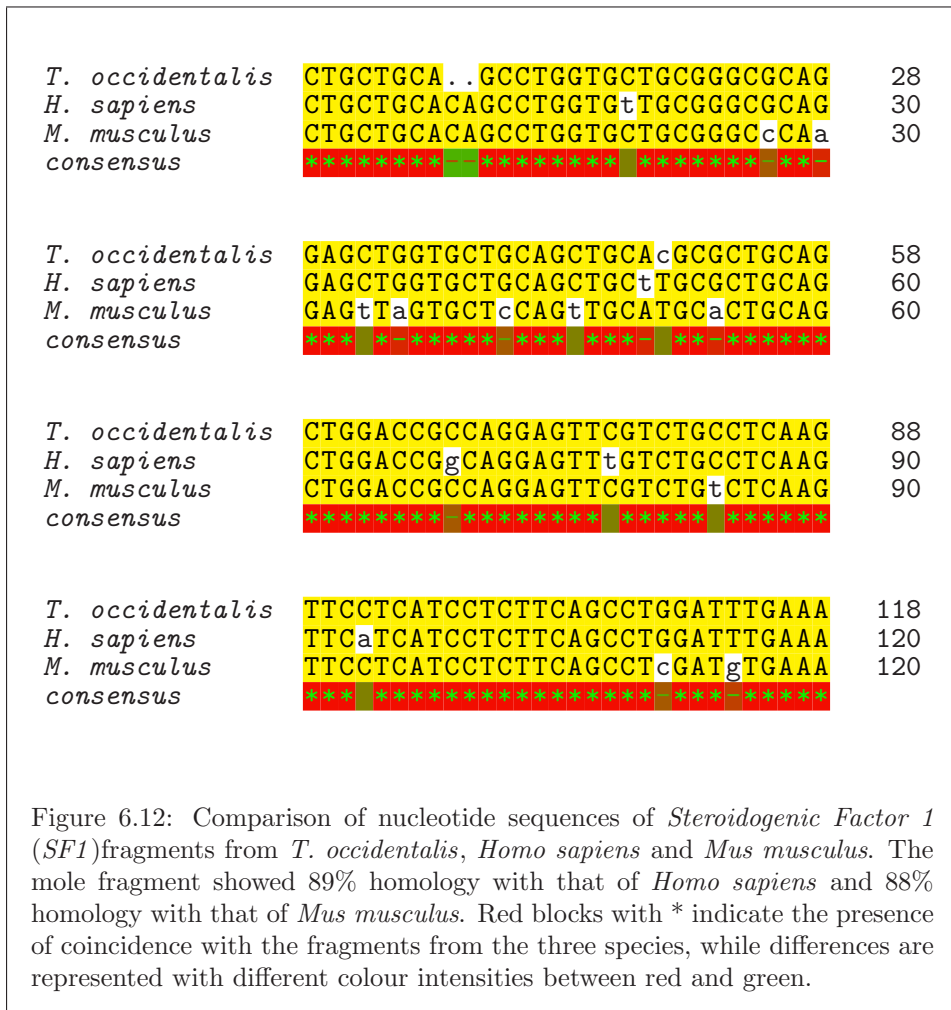 T. occidentalis CTGCTGCA..GCCTGGTGCTGCGGGCGCAG 28
H. sapiens CTGCTGCACAGCCTGGTGtTGCGGGCGCAG 30
M. musculus CTGCTGCACAGCCTGGTGCTGCGGGCcCAa 30
consensus ********--******** *******-**-
T. occidentalis GAGCTGGTGCTGCAGCTGCAcGCGCTGCAG 58
H. sapiens GAGCTGGTGCTGCAGCTGCtTGCGCTGCAG 60
M. musculus GAGtTaGTGCTcCAGtTGCATGCaCTGCAG 60
consensus *** *-*****-*** ***- **-******
T. occidentalis CTGGACCGCCAGGAGTTCGTCTGCCTCAAG 88
H. sapiens CTGGACCGgCAGGAGTTtGTCTGCCTCAAG 90
M. musculus CTGGACCGCCAGGAGTTCGTCTGtCTCAAG 90
consensus ********-******** ***** ******
T. occidentalis TTCCTCATCCTCTTCAGCCTGGATTTGAAA 118
H. sapiens TTCaTCATCCTCTTCAGCCTGGATTTGAAA 120
M. musculus TTCCTCATCCTCTTCAGCCTcGATgTGAAA 120
consensus *** ****************-***-*****
Figure 6.12: Comparison of nucleotide sequences of Steroidogenic Factor 1
(SF1)fragments from T. occidentalis, Homo sapiens and Mus musculus. The
mole fragment showed 89% homology with that of Homo sapiens and 88%
homology with that of Mus musculus. Red blocks with * indicate the presence
of coincidence with the fragments from the three species, while differences are
represented with different colour intensities between red and green.